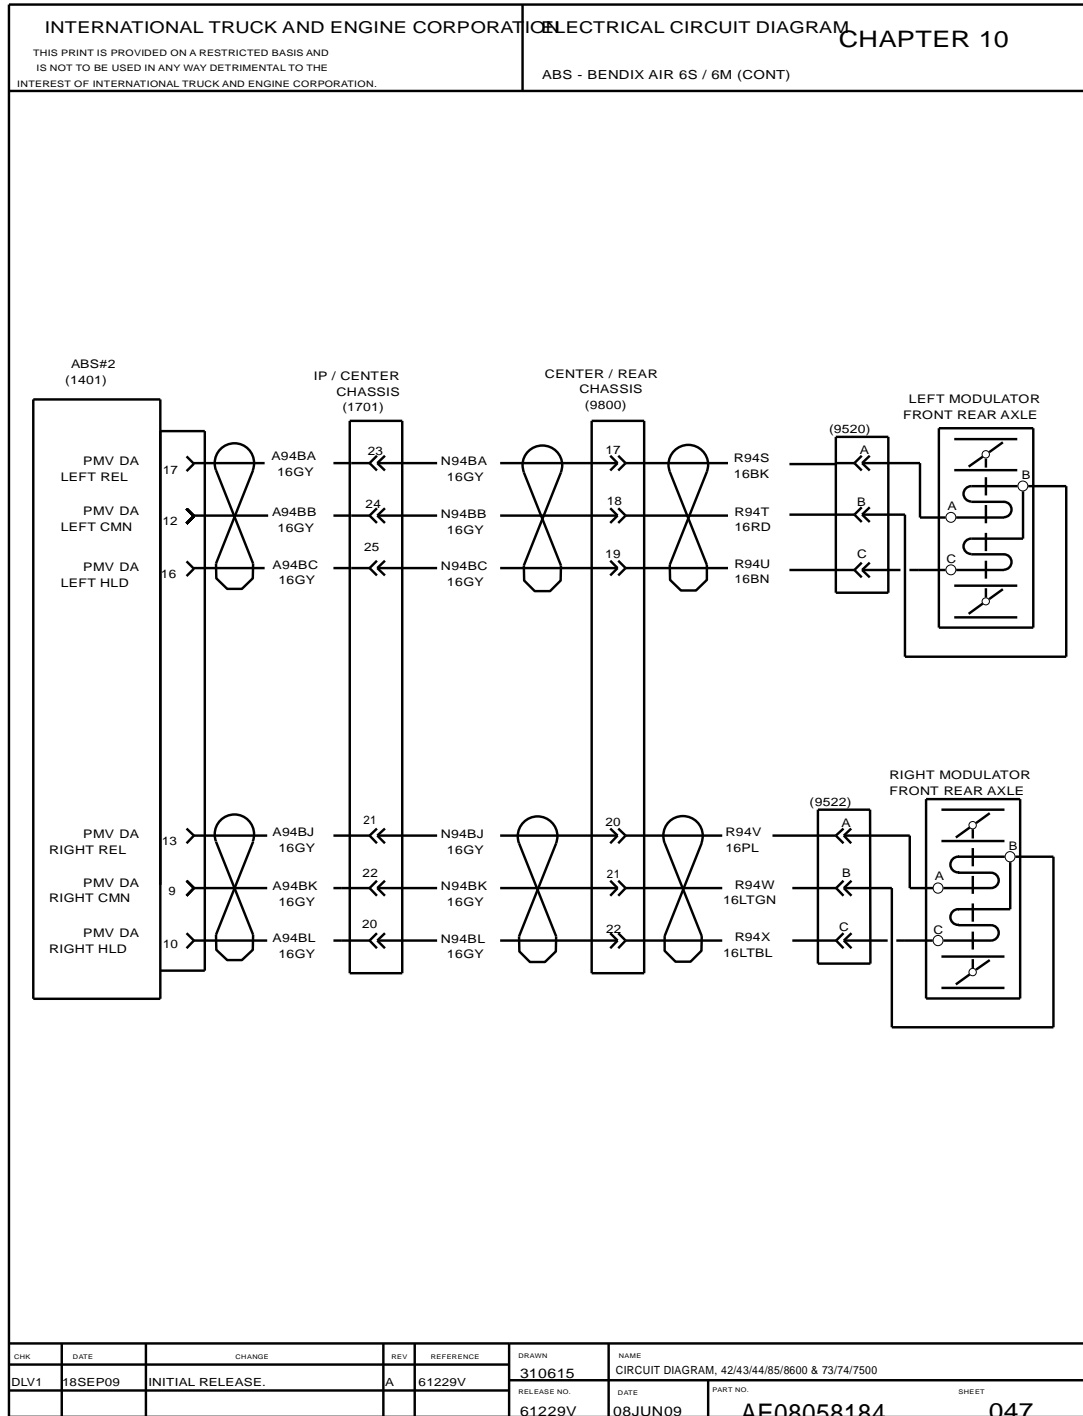 INTERNATIONAL TRUCK AND ENGINE CORPORATION
THIS PRINT IS PROVIDED ON A RESTRICTED BASIS AND
IS NOT TO BE USED IN ANY WAY DETRIMENTAL TO THE
INTEREST OF INTERNATIONAL TRUCK AND ENGINE CORPORATION.
ELECTRICAL CIRCUIT DIAGRAM
CHAPTER 10
ABS - BENDIX AIR 6S / 6M (CONT)
ABS#2
(1401)
IP / CENTER
CHASSIS
(1701)
CENTER / REAR
CHASSIS
(9800)
LEFT MODULATOR
FRONT REAR AXLE
(9520)
PMV DA
LEFT REL
17
A94BA
16GY
23
N94BA
16GY
17
R94S
16BK
A
PMV DA
LEFT CMN
12
A94BB
16GY
24
N94BB
16GY
18
R94T
16RD
B
PMV DA
LEFT HLD
16
A94BC
16GY
25
N94BC
16GY
19
R94U
16BN
C
B
A
C
RIGHT MODULATOR
FRONT REAR AXLE
(9522)
PMV DA
RIGHT REL
13
A94BJ
16GY
21
N94BJ
16GY
20
R94V
16PL
A
PMV DA
RIGHT CMN
9
A94BK
16GY
22
N94BK
16GY
21
R94W
16LTGN
B
PMV DA
RIGHT HLD
10
A94BL
16GY
20
N94BL
16GY
22
R94X
16LTBL
C
B
A
C
CHK DATE CHANGE REV REFERENCE
DLV1 18SEP09 INITIAL RELEASE. A 61229V
DRAWN
310615
NAME
CIRCUIT DIAGRAM, 42/43/44/85/8600 & 73/74/7500
RELEASE NO.
61229V
DATE
08JUN09
PART NO.
AE08058184
SHEET
047